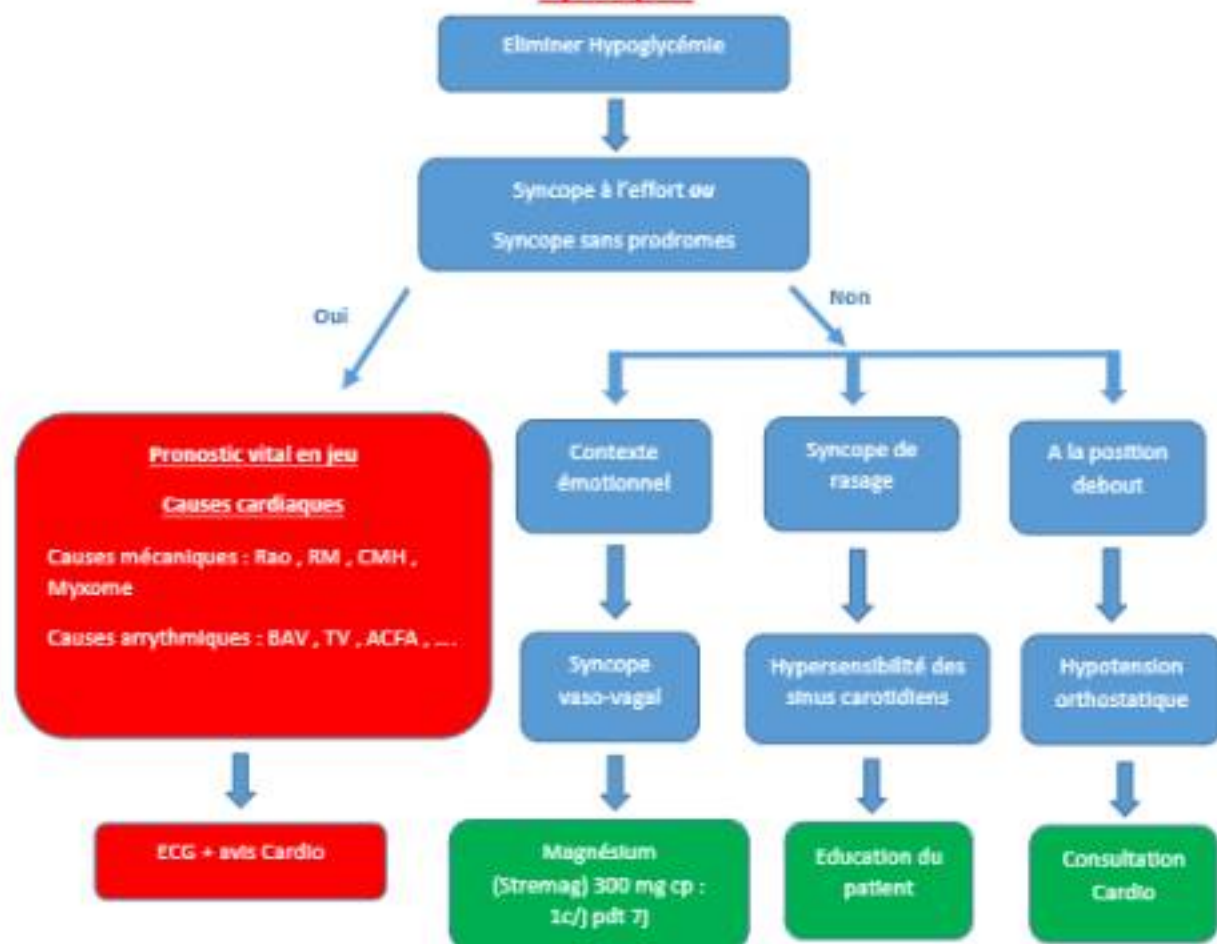 Eliminer Hypoglycémie
Syncope à l'effort ou
Syncope sans prodromes
Oui
Non
Pronostic vital en jeu
Causes cardiaques
Causes mécaniques : Rao , RM , CMH ,
Myxome
Causes arrythmiques : BAV , TV , ACFA , ....
Contexte
émotionnel
Syncope de
rasage
A la position
debout
Syncope
vaso-vagal
Hypersensibilité des
sinus carotidiens
Hypotension
orthostatique
ECG + avis Cardio
Magnésium
(Stremag) 300 mg cp :
1c/j pdt 7j
Education du
patient
Consultation
Cardio